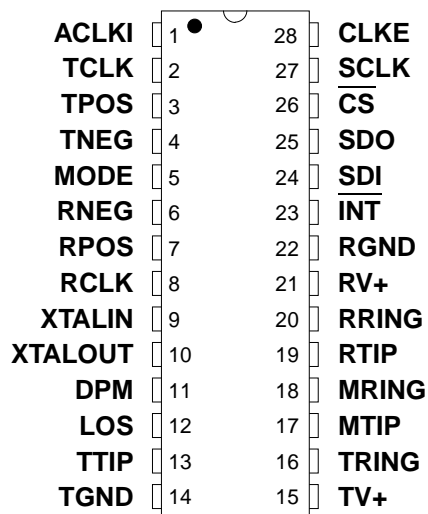 ACLKI 1 28 CLKE
TCLK 2 27 SCLK
TPOS 3 26 CS
TNEG 4 25 SDO
MODE 5 24 SDI
RNEG 6 23 INT
RPOS 7 22 RGND
RCLK 8 21 RV+
XTALIN 9 20 RRING
XTALOUT 10 19 RTIP
DPM 11 18 MRING
LOS 12 17 MTIP
TTIP 13 16 TRING
TGND 14 15 TV+